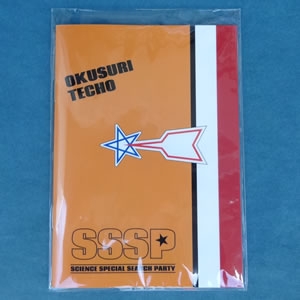 OKUSURI
TECHO
SSSP
SCIENCE SPECIAL SEARCH PARTY